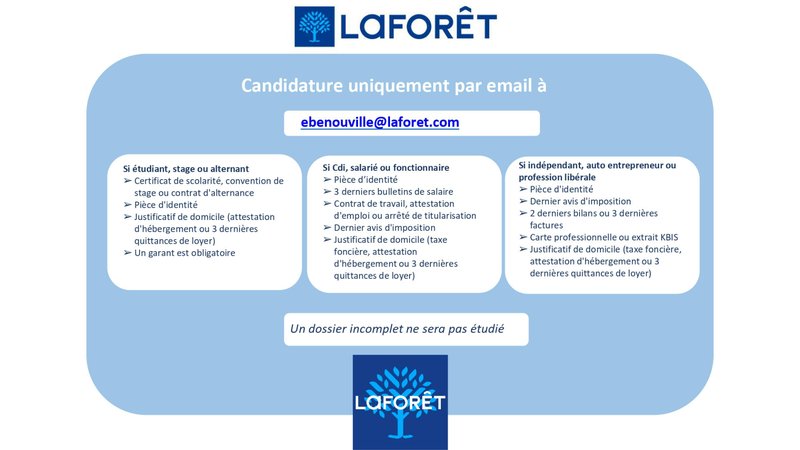 LAFORÊT
Candidature uniquement par email à
ebenouville@laforet.com
Si étudiant, stage ou alternant
➢ Certificat de scolarité, convention de
stage ou contrat d'alternance
➢ Pièce d'identité
➢ Justificatif de domicile (attestation
d'hébergement ou 3 dernières
quittances de loyer)
➢ Un garant est obligatoire
Si Cdi, salarié ou fonctionnaire
➢ Pièce d'identité
➢ 3 derniers bulletins de salaire
➢ Contrat de travail, attestation
d'emploi ou arrêté de titularisation
➢ Dernier avis d'imposition
➢ Justificatif de domicile (taxe
foncière, attestation
d'hébergement ou 3 dernières
quittances de loyer)
Si indépendant, auto entrepreneur ou
profession libérale
➢ Pièce d'identité
➢ Dernier avis d'imposition
➢ 2 derniers bilans ou 3 dernières
factures
➢ Carte professionnelle ou extrait KBIS
➢ Justificatif de domicile (taxe foncière,
attestation d'hébergement ou 3
dernières quittances de loyer)
Un dossier incomplet ne sera pas étudié
LAFORÊT